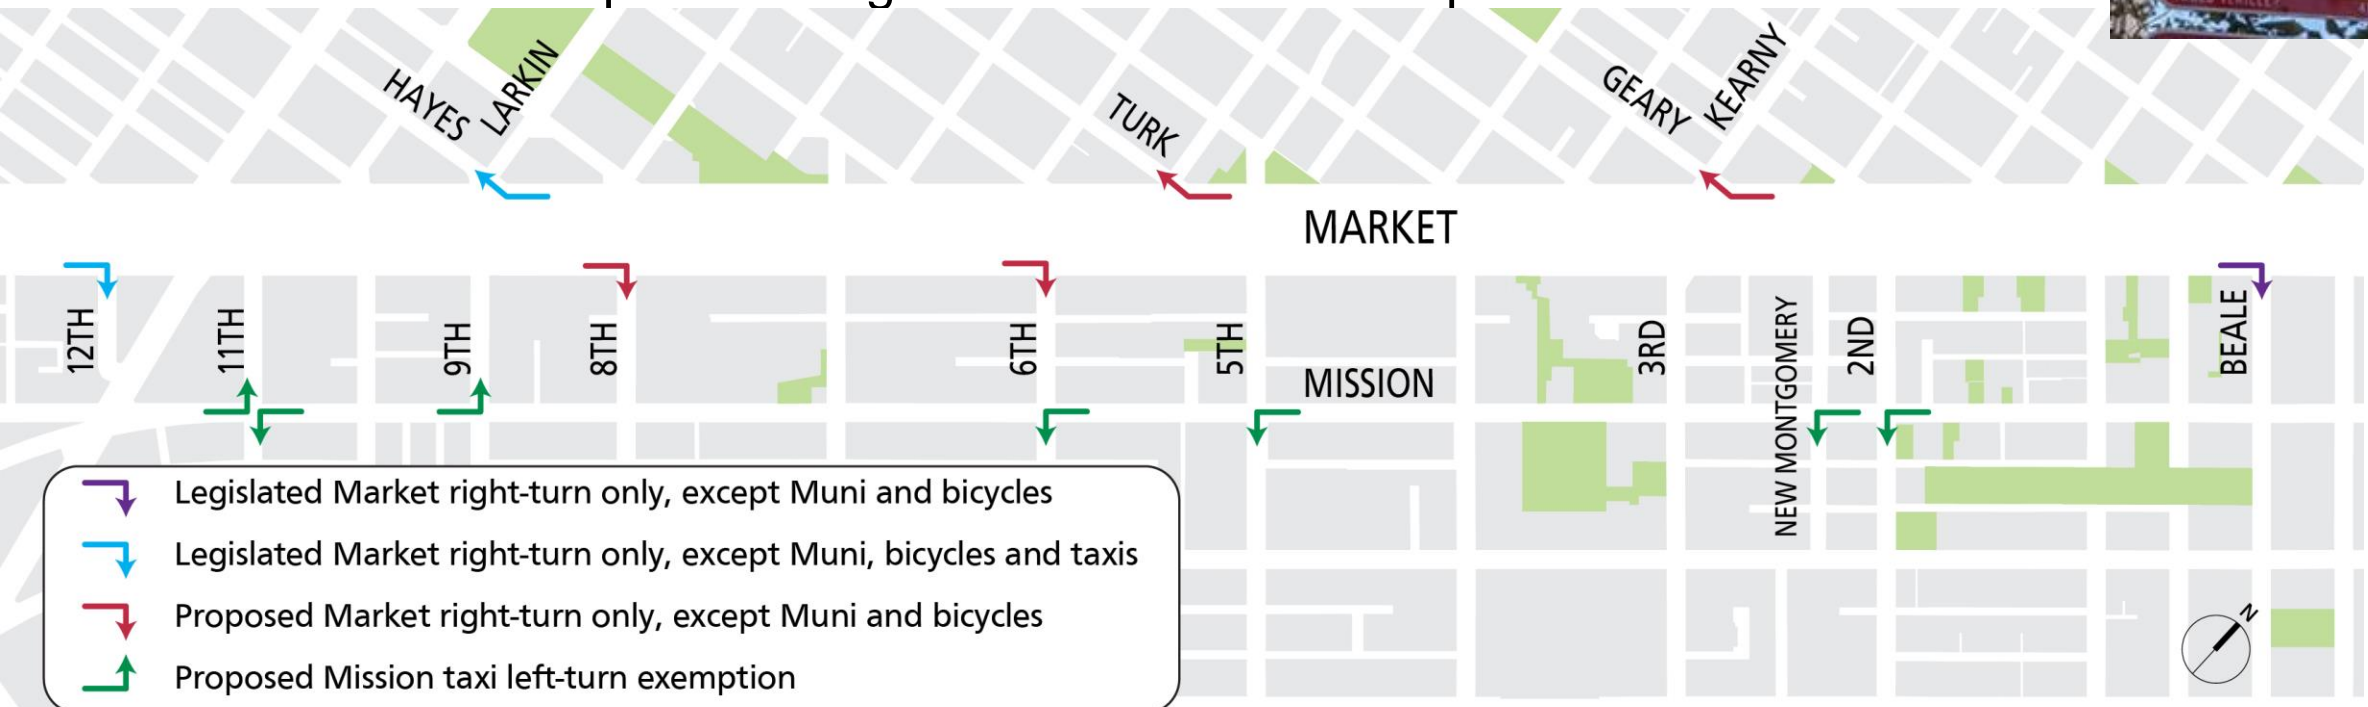 HAYES
LARKIN
TURK
GEARY
KEARNY
MARKET
12TH
11TH
9TH
8TH
6TH
5TH
3RD
NEW MONTGOMERY
2ND
BEALE
MISSION
Legislated Market right-turn only, except Muni and bicycles
Legislated Market right-turn only, except Muni, bicycles and taxis
Proposed Market right-turn only, except Muni and bicycles
Proposed Mission taxi left-turn exemption
N